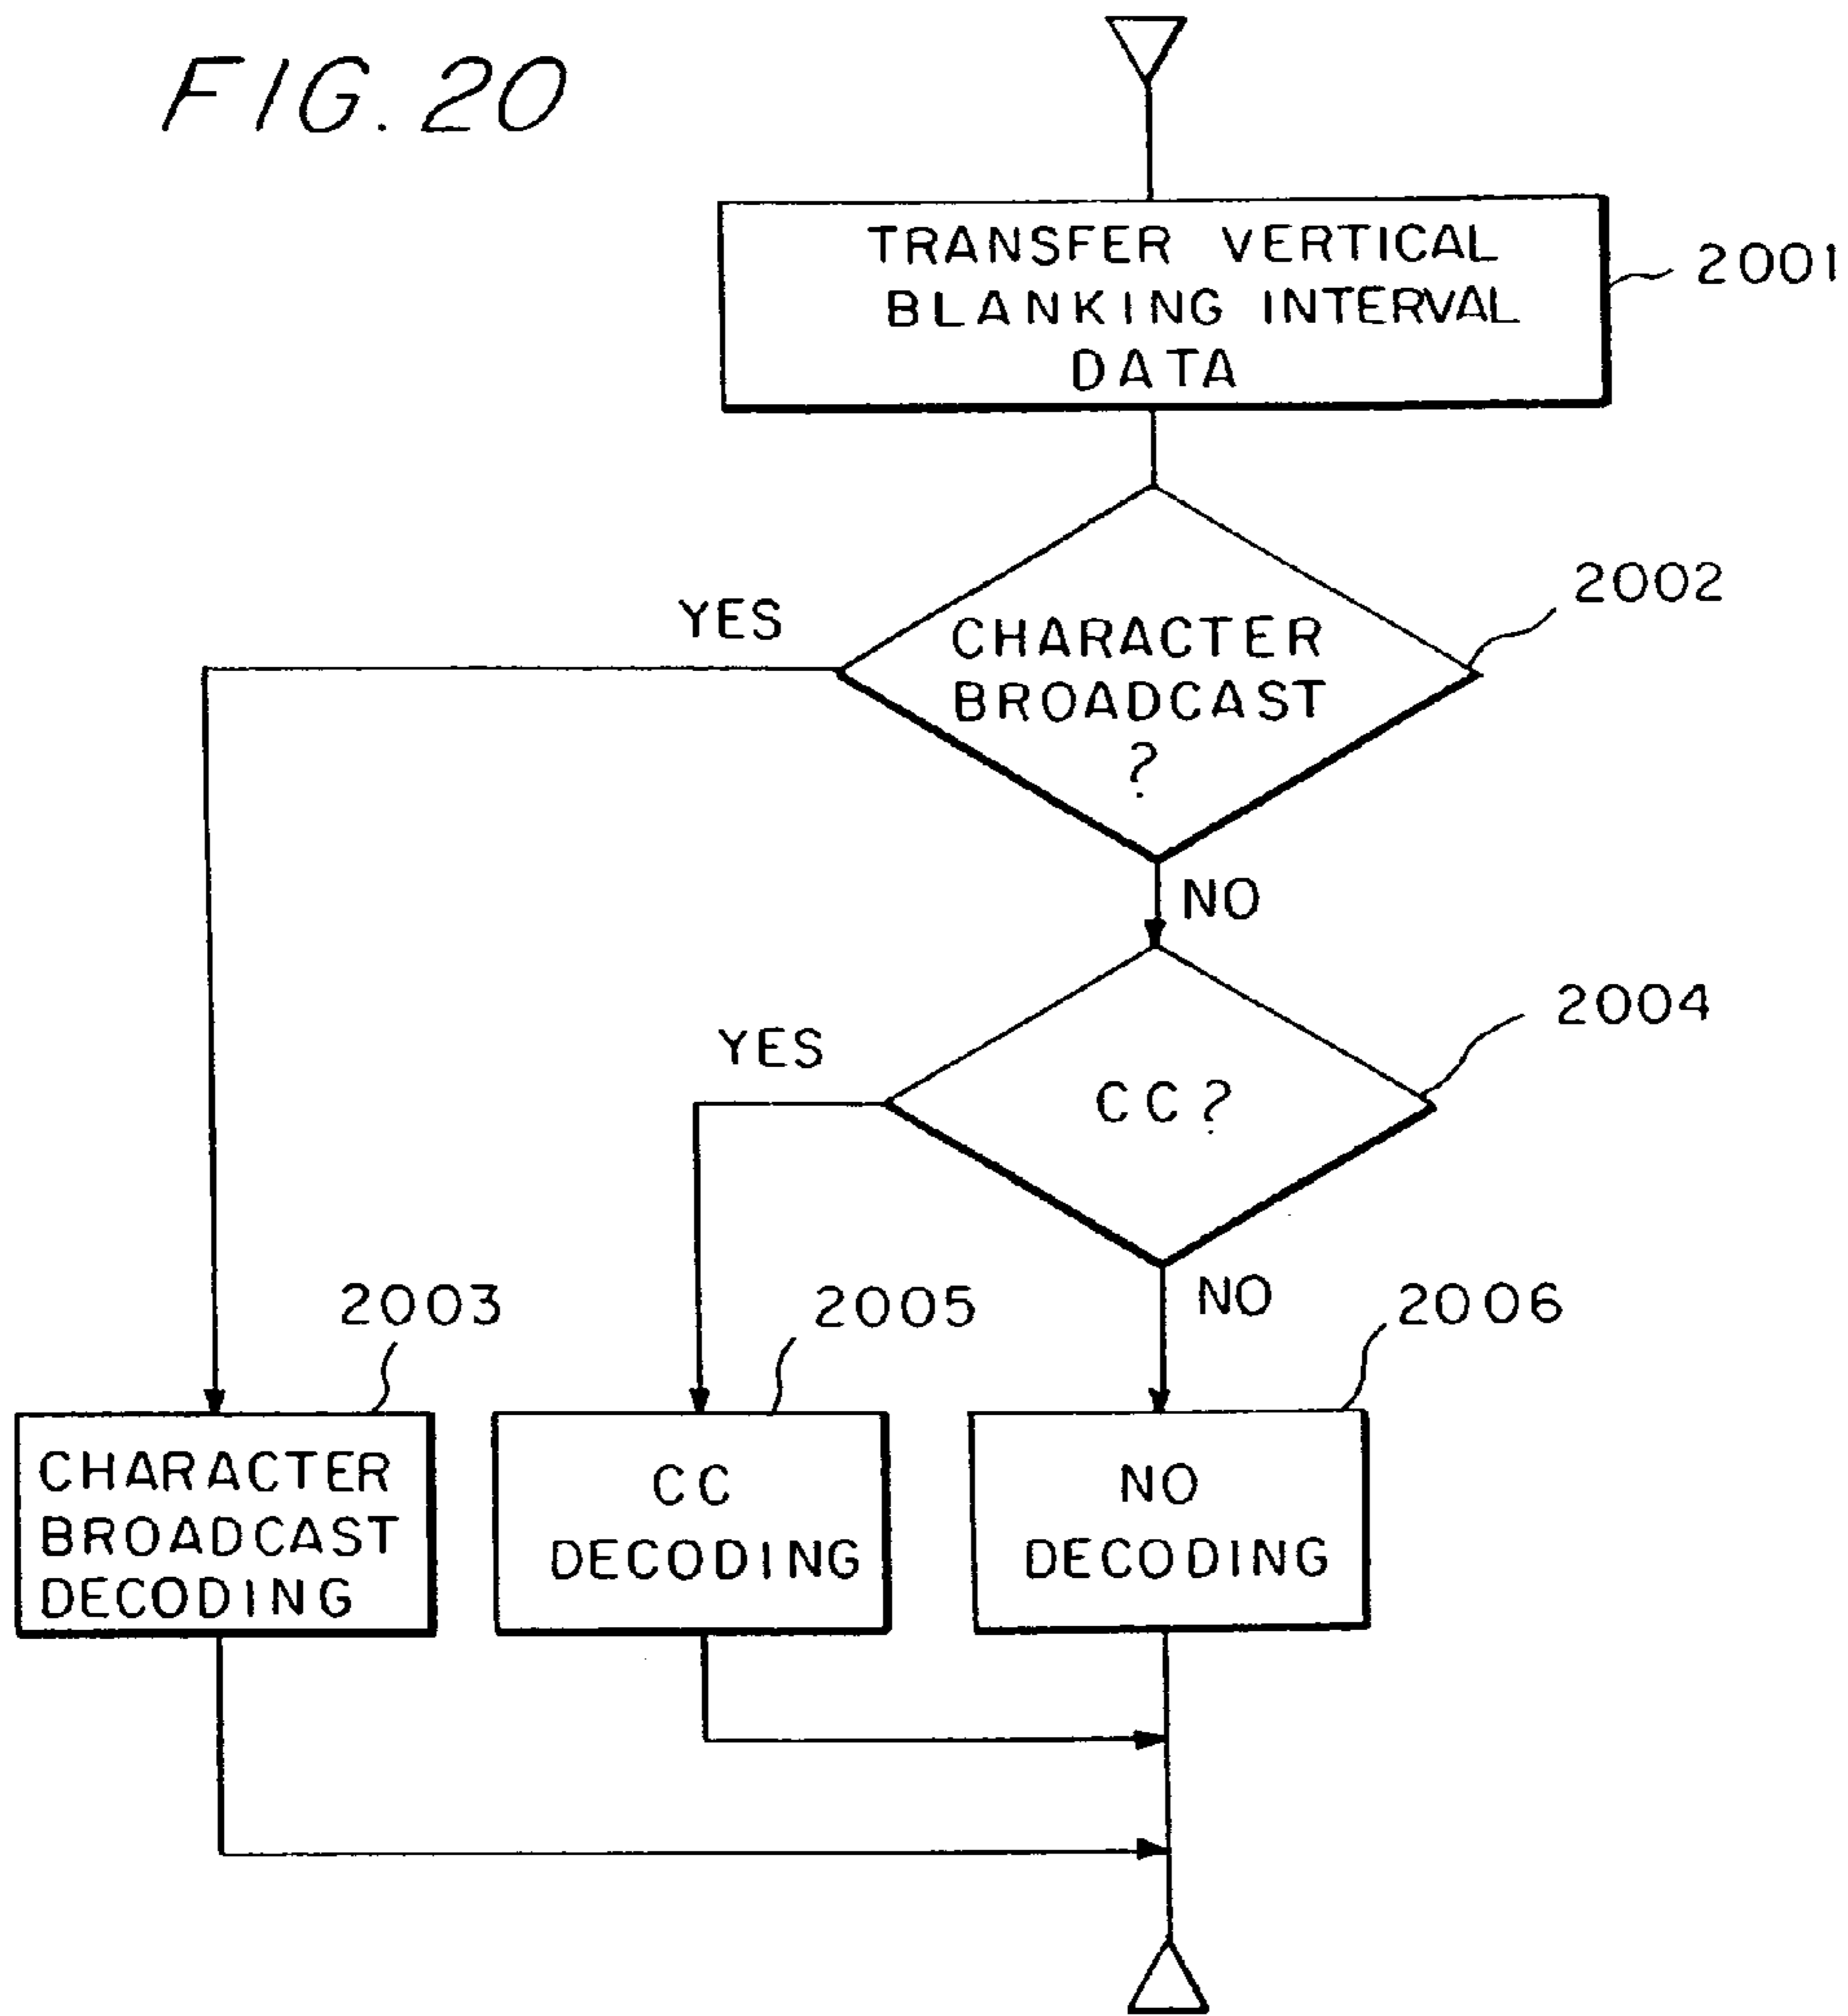 FIG. 20
TRANSFER VERTICAL
BLANKING INTERVAL
DATA
2001
2002
YES
CHARACTER
BROADCAST
?
NO
2004
YES
CC?
NO
2003
2005
2006
CHARACTER
BROADCAST
DECODING
CC
DECODING
NO
DECODING